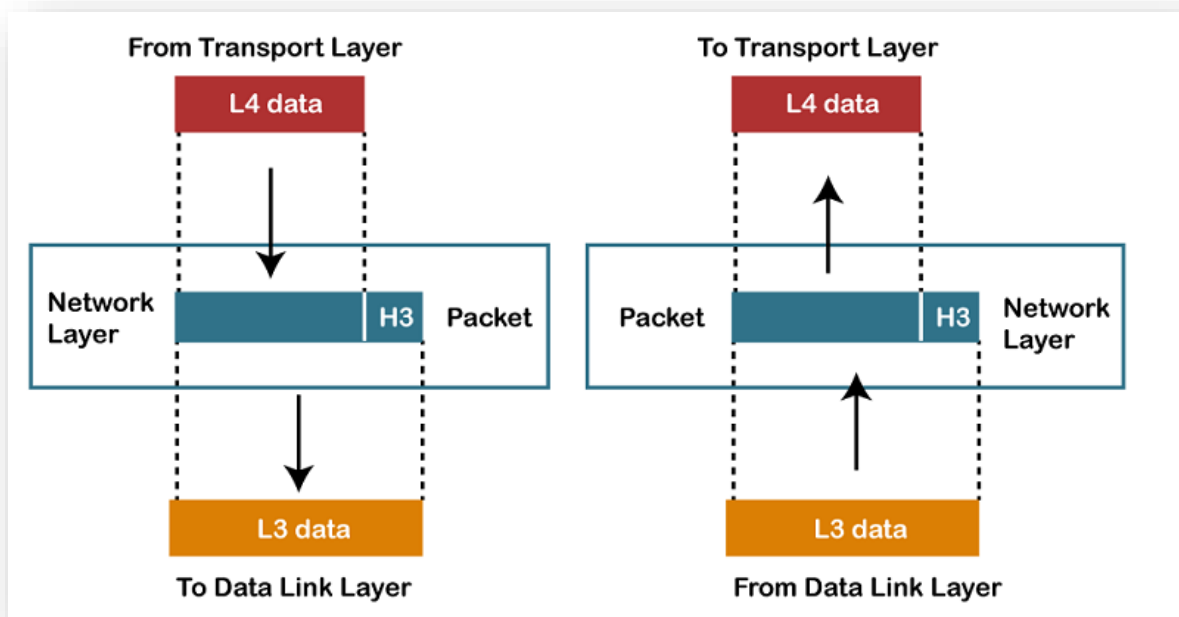 From Transport Layer
L4 data
Network
Layer
H3
Packet
L3 data
To Data Link Layer
To Transport Layer
L4 data
Packet
H3
Network
Layer
L3 data
From Data Link Layer